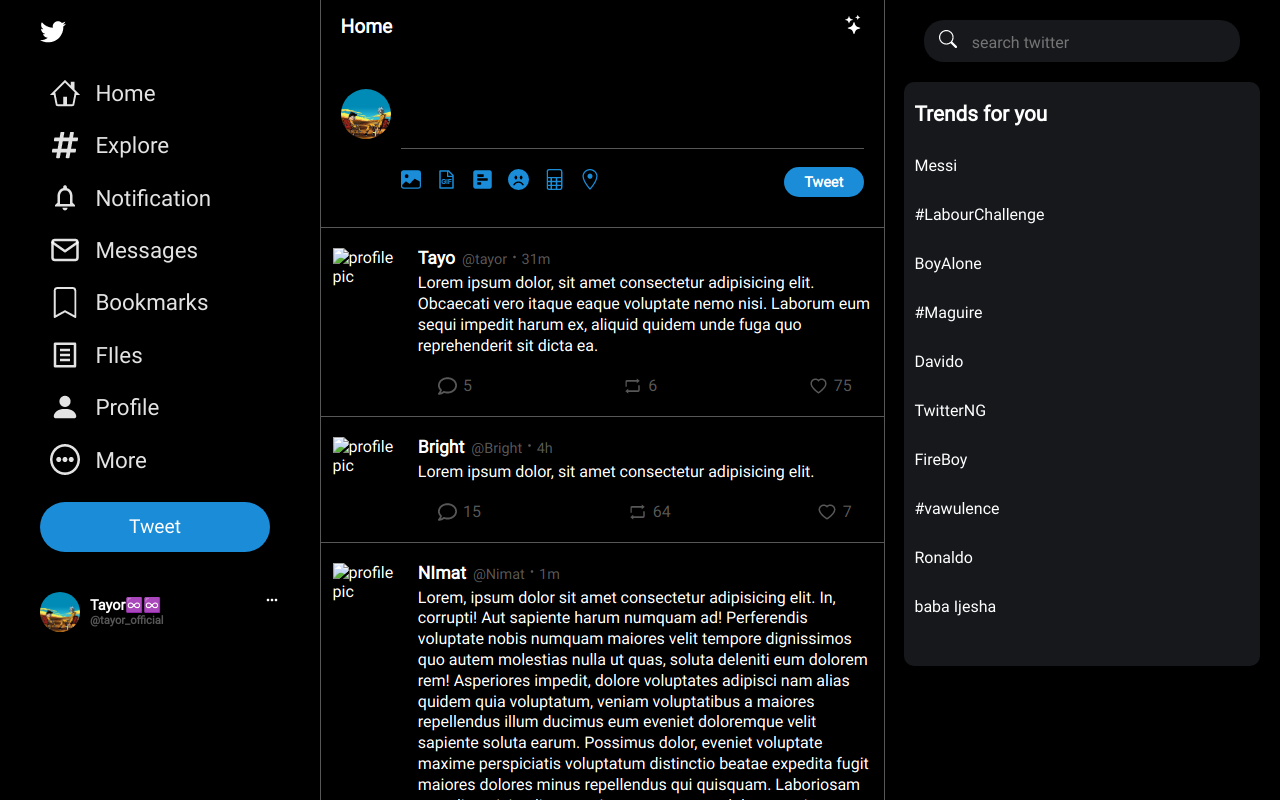 Home
Explore
Notification
Messages
Bookmarks
FIles
Profile
More
Tweet
Tayor♾️♾️
@tayor_official
Home
GIF
Tweet
profile pic
Tayo @tayor · 31m
Lorem ipsum dolor, sit amet consectetur adipisicing elit.
Obcaecati vero itaque eaque voluptate nemo nisi. Laborum eum
sequi impedit harum ex, aliquid quidem unde fuga quo
reprehenderit sit dicta ea.
5 6 75
profile pic
Bright @Bright · 4h
Lorem ipsum dolor, sit amet consectetur adipisicing elit.
15 64 7
profile pic
NImat @Nimat · 1m
Lorem, ipsum dolor sit amet consectetur adipisicing elit. In,
corrupti! Aut sapiente harum numquam ad! Perferendis
voluptate nobis numquam maiores velit tempore dignissimos
quo autem molestias nulla ut quas, soluta deleniti eum dolorem
rem! Asperiores impedit, dolore voluptates adipisci nam alias
quidem quia voluptatum, veniam voluptatibus a maiores
repellendus illum ducimus eum eveniet doloremque velit
sapiente soluta earum. Possimus dolor, eveniet voluptate
maxime perspiciatis voluptatum distinctio beatae expedita fugit
maiores dolores minus repellendus qui quisquam. Laboriosam
search twitter
Trends for you
Messi
#LabourChallenge
BoyAlone
#Maguire
Davido
TwitterNG
FireBoy
#vawulence
Ronaldo
baba Ijesha